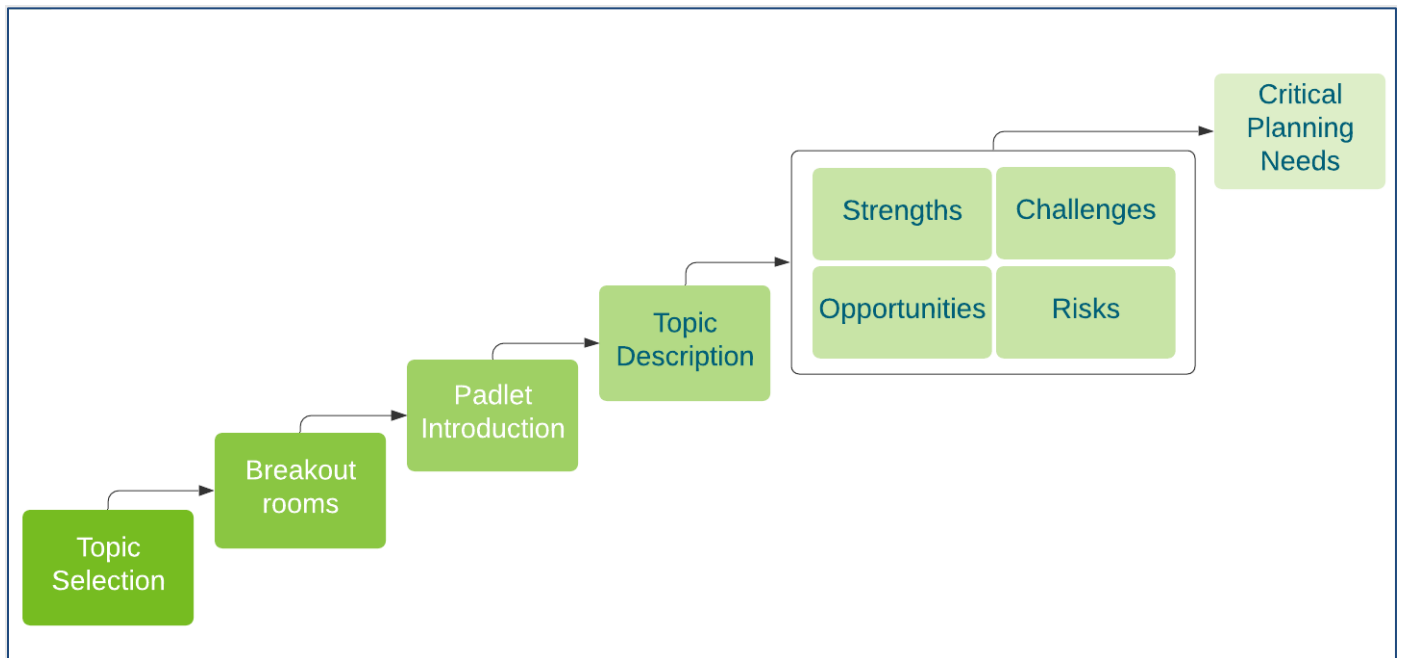 Topic
Selection
Breakout
rooms
Padlet
Introduction
Topic
Description
Strengths
Challenges
Opportunities
Risks
Critical
Planning
Needs